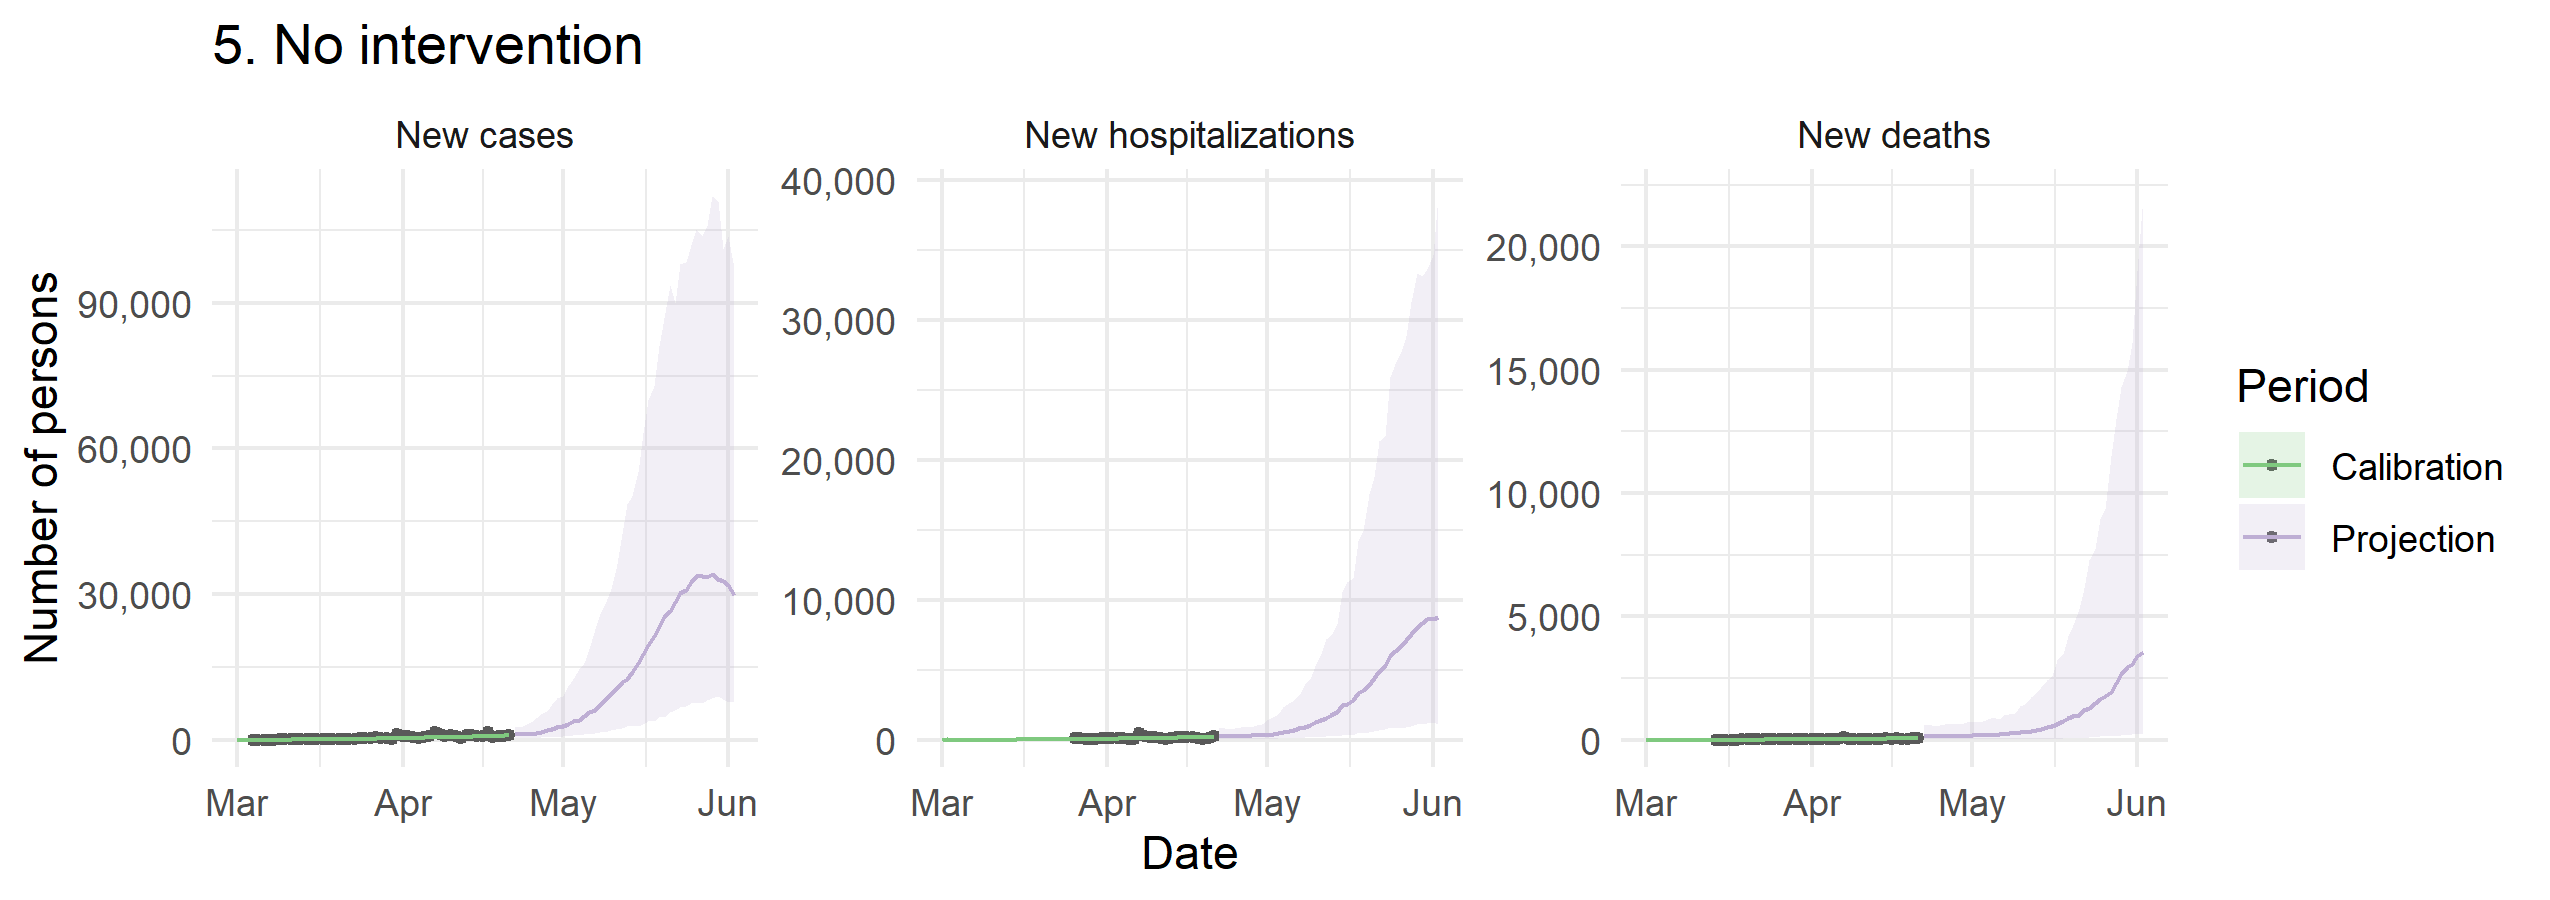 5. No intervention
New cases
New hospitalizations
New deaths
Number of persons
90,000
60,000
30,000
0
Mar Apr May Jun
40,000
30,000
20,000
10,000
0
Mar Apr May Jun
20,000
15,000
10,000
5,000
0
Mar Apr May Jun
Date
Period
Calibration
Projection